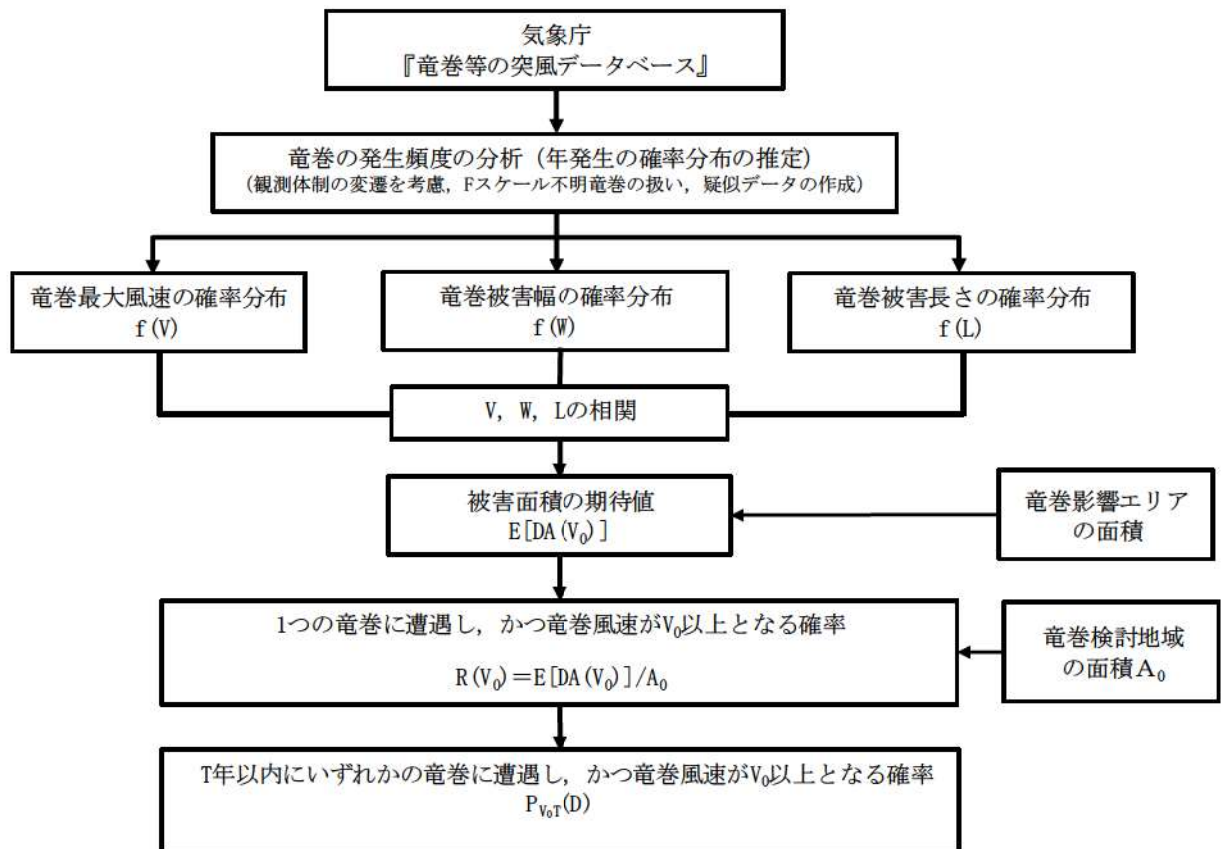 気象庁
『竜巻等の突風データベース』
竜巻の発生頻度の分析（年発生の確率分布の推定）
（観測体制の変遷を考慮，Fスケール不明竜巻の扱い，疑似データの作成）
竜巻最大風速の確率分布
f(V)
竜巻被害幅の確率分布
f(W)
竜巻被害長さの確率分布
f(L)
V, W, Lの相関
被害面積の期待値
E[DA(V₀)]
竜巻影響エリア
の面積
1つの竜巻に遭遇し，かつ竜巻風速がV₀以上となる確率
R(V₀)＝E[DA(V₀)]/A₀
竜巻検討地域
の面積A₀
T年以内にいずれかの竜巻に遭遇し，かつ竜巻風速がV₀以上となる確率
P_{V₀T}(D)